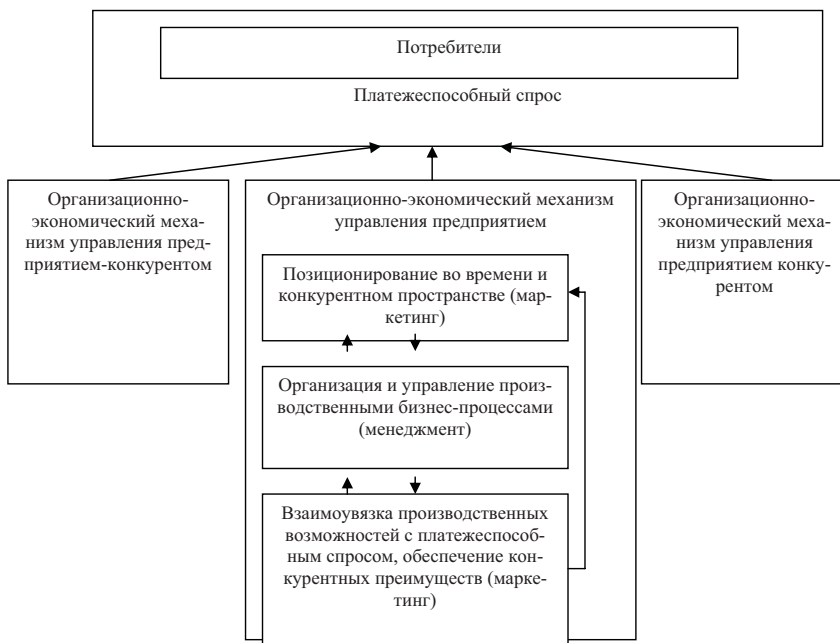 Потребители
Платежеспособный спрос
Организационно-
экономический меха-
низм управления пред-
приятием-конкурентом
Организационно-экономический механизм
управления предприятием
Позиционирование во времени и
конкурентном пространстве (мар-
кетинг)
Организация и управление произ-
водственными бизнес-процессами
(менеджмент)
Взаимоувязка производственных
возможностей с платежеспособ-
ным спросом, обеспечение кон-
курентных преимуществ (марке-
тинг)
Организационно-
экономический меха-
низм управления
предприятием конку-
рентом